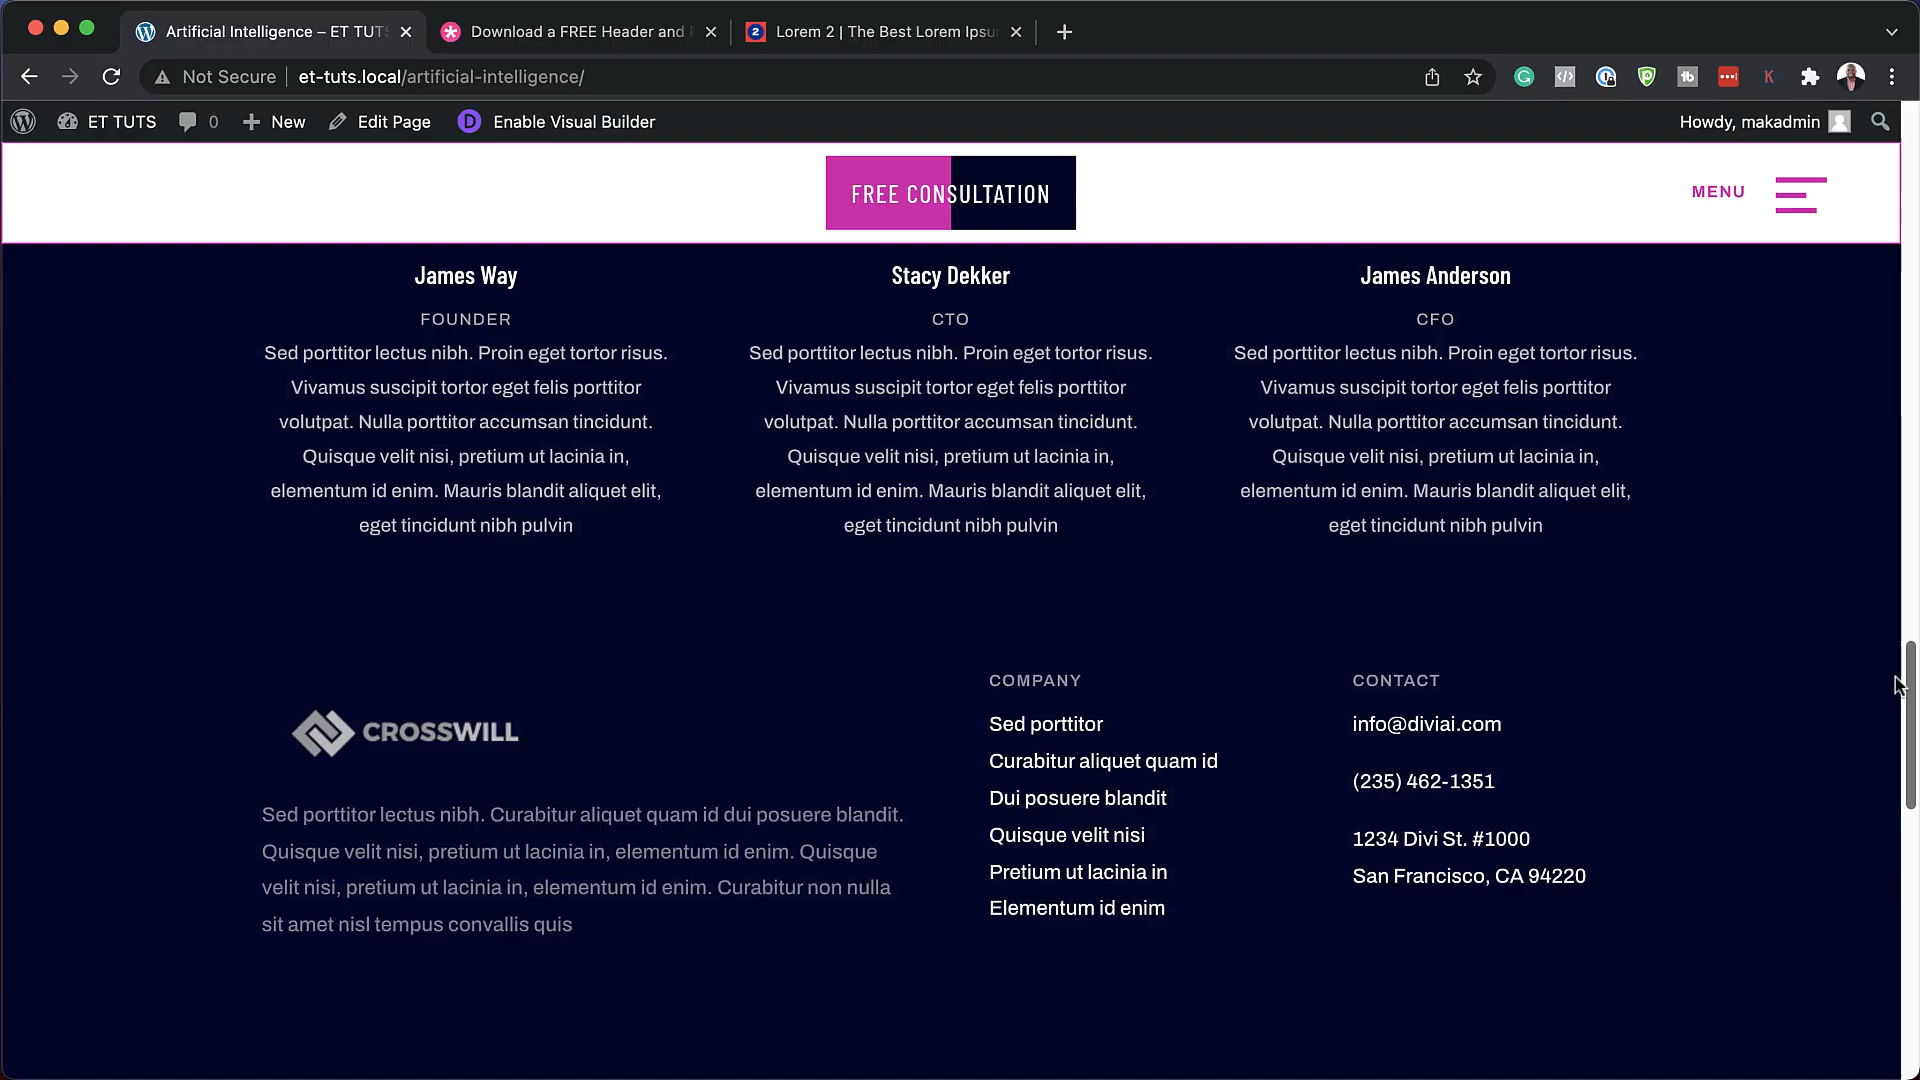 Artificial Intelligence – ET TUTS
Download a FREE Header and
Lorem 2 | The Best Lorem Ipsu
Not Secure
et-tuts.local/artificial-intelligence/
ET TUTS
0
New
Edit Page
D
Enable Visual Builder
Howdy, makadmin
FREE CONSULTATION
MENU
James Way
FOUNDER
Sed porttitor lectus nibh. Proin eget tortor risus.
Vivamus suscipit tortor eget felis porttitor
volutpat. Nulla porttitor accumsan tincidunt.
Quisque velit nisi, pretium ut lacinia in,
elementum id enim. Mauris blandit aliquet elit,
eget tincidunt nibh pulvin
Stacy Dekker
CTO
Sed porttitor lectus nibh. Proin eget tortor risus.
Vivamus suscipit tortor eget felis porttitor
volutpat. Nulla porttitor accumsan tincidunt.
Quisque velit nisi, pretium ut lacinia in,
elementum id enim. Mauris blandit aliquet elit,
eget tincidunt nibh pulvin
James Anderson
CFO
Sed porttitor lectus nibh. Proin eget tortor risus.
Vivamus suscipit tortor eget felis porttitor
volutpat. Nulla porttitor accumsan tincidunt.
Quisque velit nisi, pretium ut lacinia in,
elementum id enim. Mauris blandit aliquet elit,
eget tincidunt nibh pulvin
CROSSWILL
Sed porttitor lectus nibh. Curabitur aliquet quam id dui posuere blandit.
Quisque velit nisi, pretium ut lacinia in, elementum id enim. Quisque
velit nisi, pretium ut lacinia in, elementum id enim. Curabitur non nulla
sit amet nisl tempus convallis quis
COMPANY
Sed porttitor
Curabitur aliquet quam id
Dui posuere blandit
Quisque velit nisi
Pretium ut lacinia in
Elementum id enim
CONTACT
info@diviai.com
(235) 462-1351
1234 Divi St. #1000
San Francisco, CA 94220